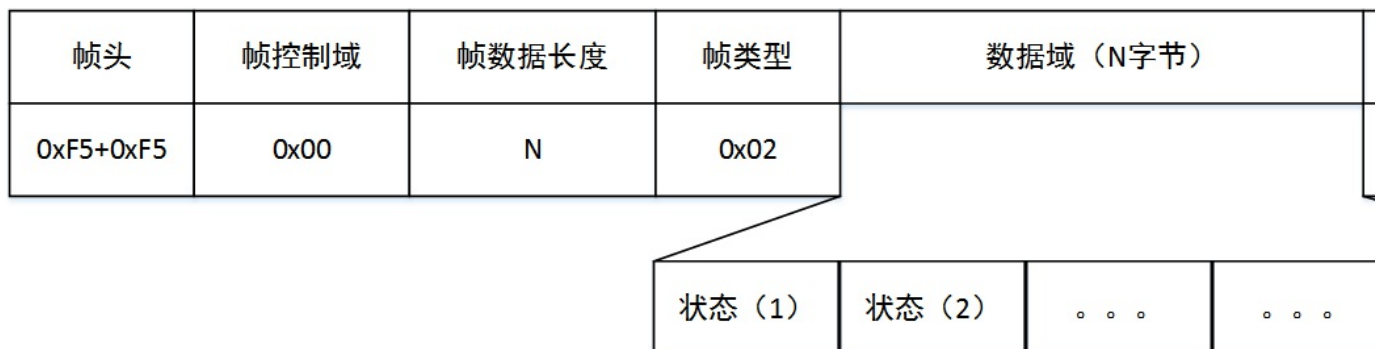 帧头 帧控制域 帧数据长度 帧类型 数据域（N字节）
0xF5+0xF5 0x00 N 0x02
状态（1） 状态（2） 。。。 。。。